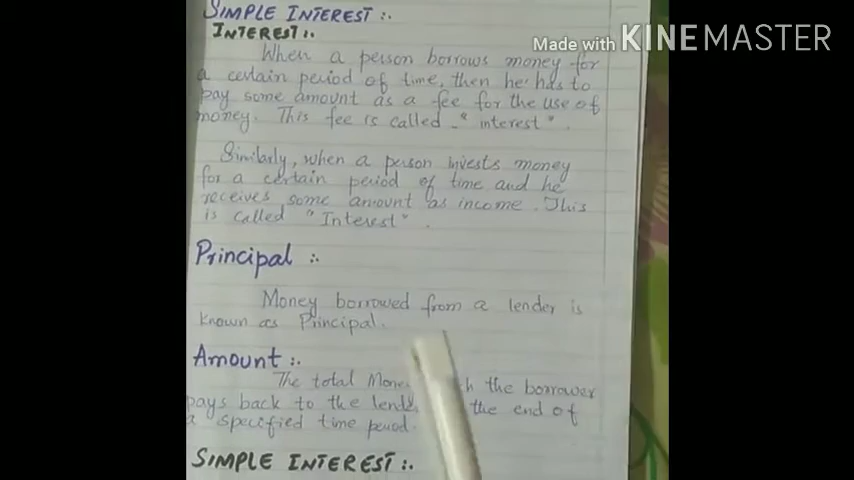 SIMPLE INTEREST :.
INTEREST :.
Made with KINEMASTER
When a person borrows money for
a certain period of time, then he has to
pay some amount as a fee for the use of
money. This fee is called - "interest".
Similarly, when a person invests money
for a certain period of time and he
receives some amount as income. This
is called "Interest".
Principal :.
Money borrowed from a lender is
known as Principal.
Amount :.
The total the borrower
pays back to the the end of
a specified time period.
SIMPLE INTEREST :.